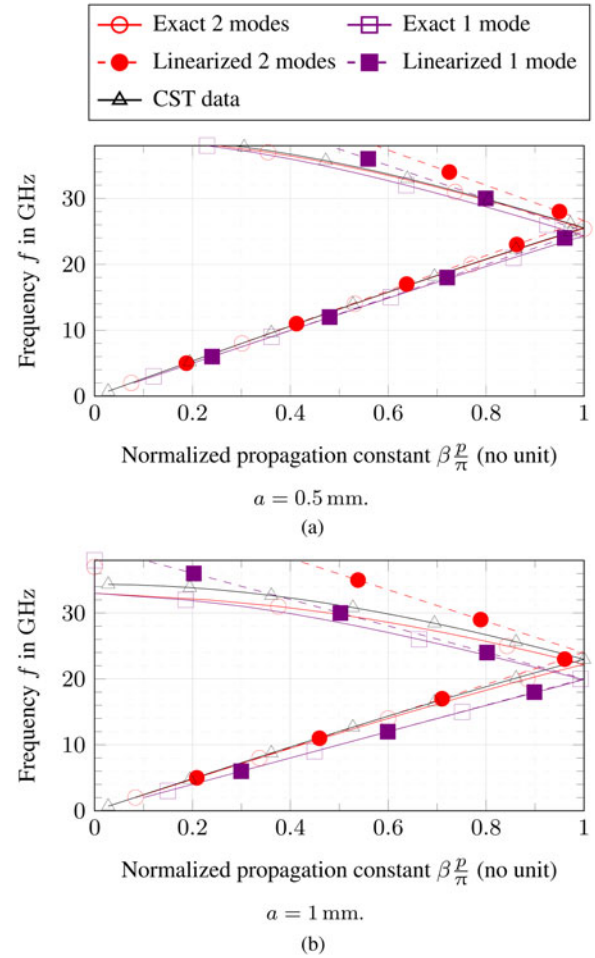 Exact 2 modes Exact 1 mode
Linearized 2 modes Linearized 1 mode
CST data
30
20
10
0
Frequency f in GHz
0 0.2 0.4 0.6 0.8 1
Normalized propagation constant β p/π (no unit)
a = 0.5 mm.
(a)
30
20
10
0
Frequency f in GHz
0 0.2 0.4 0.6 0.8 1
Normalized propagation constant β p/π (no unit)
a = 1 mm.
(b)